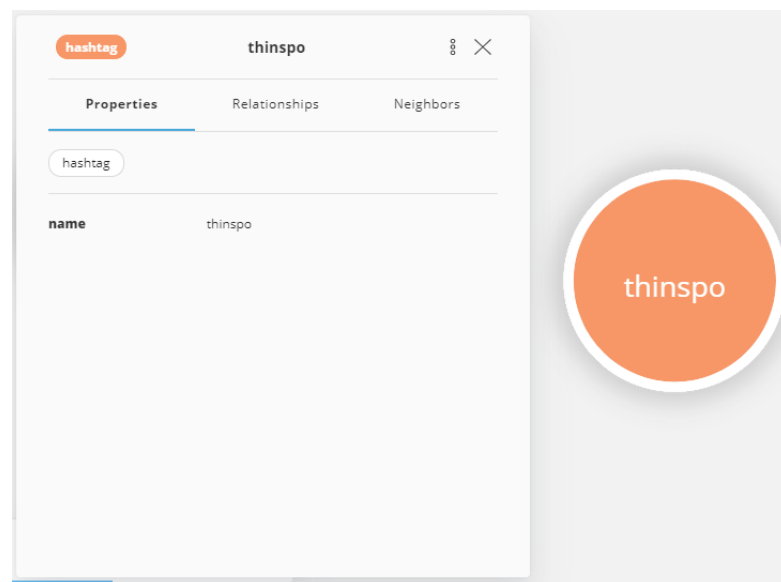 hashtag thinspo
Properties Relationships Neighbors
hashtag
name thinspo
thinspo